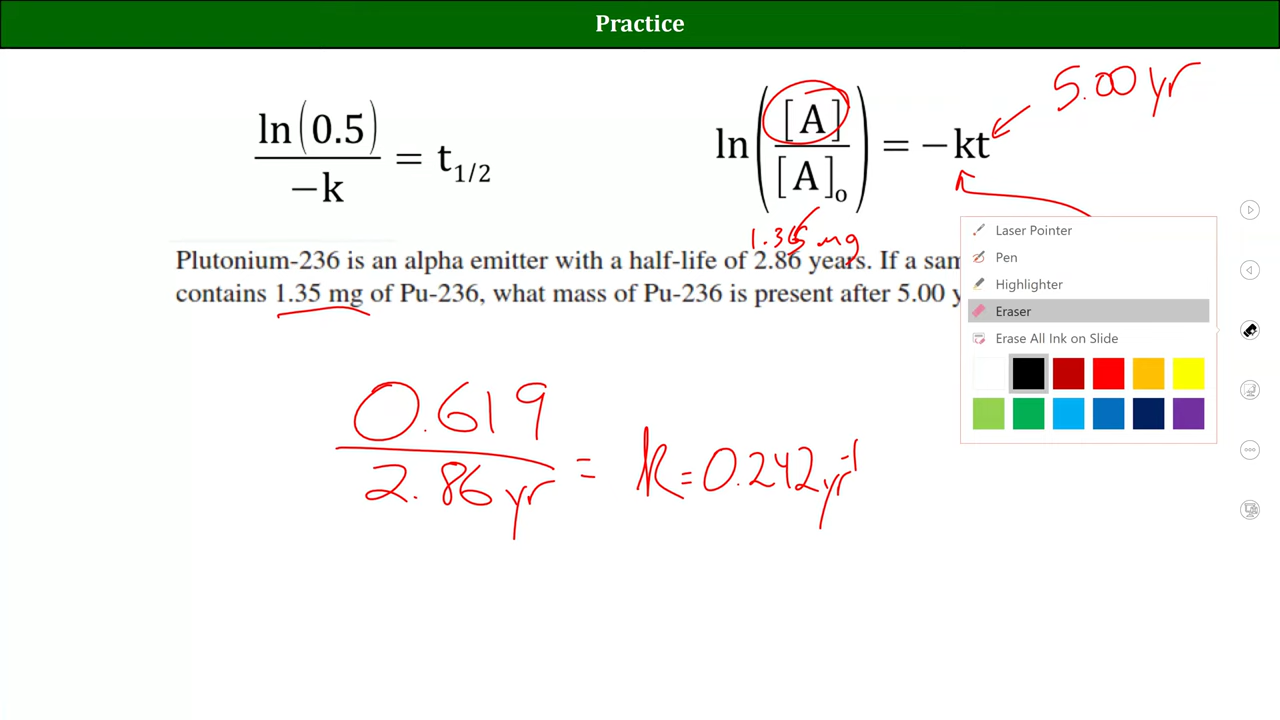 Practice
ln(0.5)
−k
= t1/2
ln([A]
[A]o) = −kt
5.00 yr
1.35 mg
Plutonium-236 is an alpha emitter with a half-life of 2.86 years. If a sam
contains 1.35 mg of Pu-236, what mass of Pu-236 is present after 5.00 y
Laser Pointer
Pen
Highlighter
Eraser
Erase All Ink on Slide
0.619
2.86 yr
= k = 0.242 yr-1